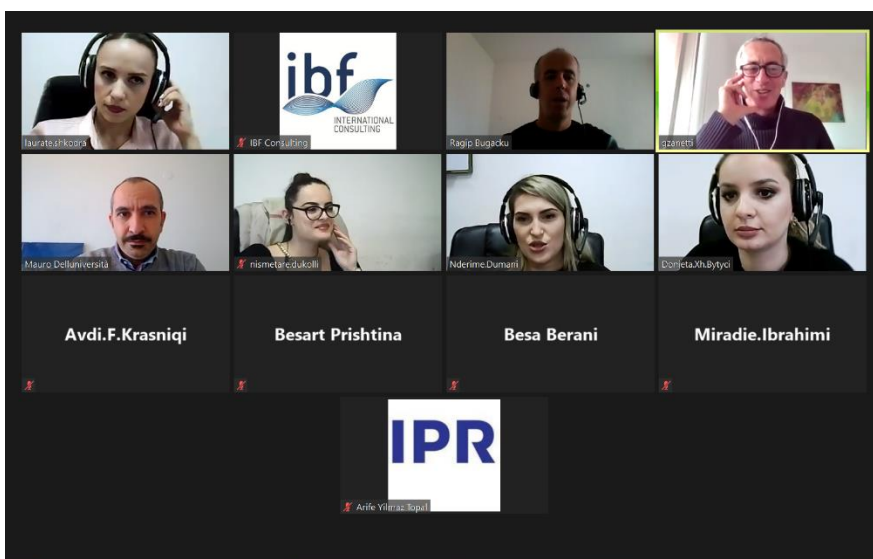 laurate.shkodra
ibf
INTERNATIONAL
CONSULTING
IBF Consulting
Ragip Bugacku
qzanetti
Mauro Delluniversità
nismetare.dukolli
Nderime.Dumani
Donjeta.Xh.Bytyci
Avdi.F.Krasniqi
Besart Prishtina
Besa Berani
Miradie.Ibrahimi
IPR
Arife Yilmaz Topal